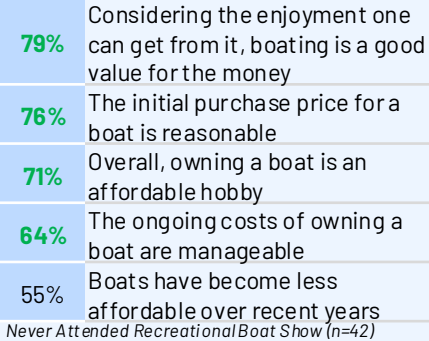 Considering the enjoyment one
79% can get from it, boating is a good
value for the money
76% The initial purchase price for a
boat is reasonable
71% Overall, owning a boat is an
affordable hobby
64% The ongoing costs of owning a
boat are manageable
55% Boats have become less
affordable over recent years
Never Attended Recreational Boat Show (n=42)